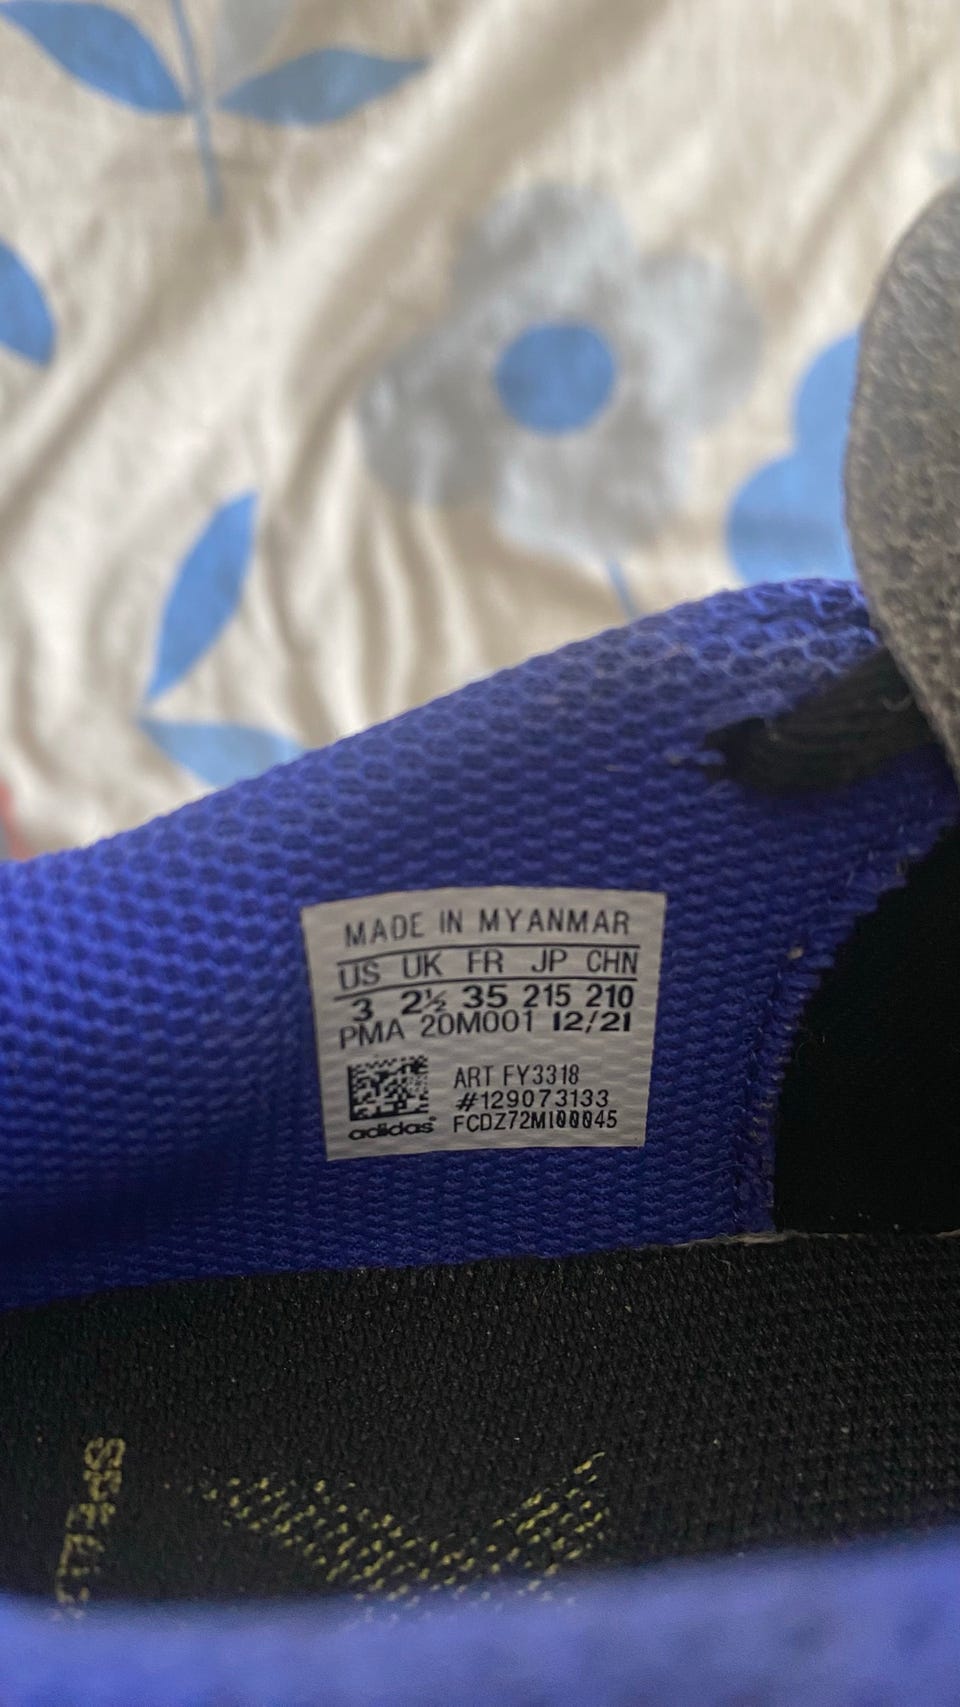 MADE IN MYANMAR
US UK FR JP CHN
3 2½ 35 215 210
PMA 20M001 12/21
ART FY3318
#129073133
FCDZ72M100045
adidas